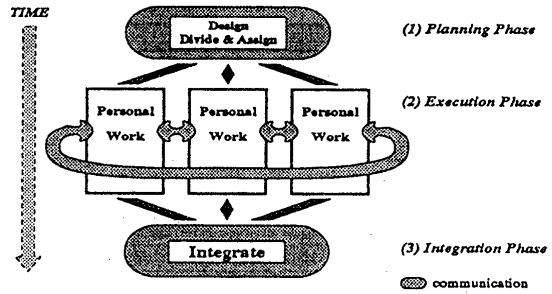 TIME
Design
Divide & Assign
(1) Planning Phase
Personal
Work
Personal
Work
Personal
Work
(2) Execution Phase
Integrate
(3) Integration Phase
communication